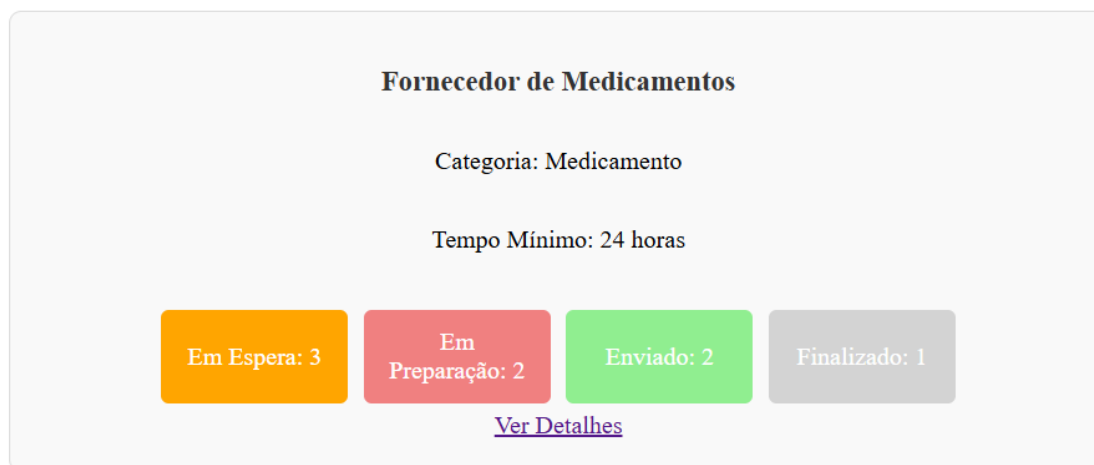 Fornecedor de Medicamentos
Categoria: Medicamento
Tempo Mínimo: 24 horas
Em Espera: 3
Em
Preparação: 2
Enviado: 2
Finalizado: 1
Ver Detalhes